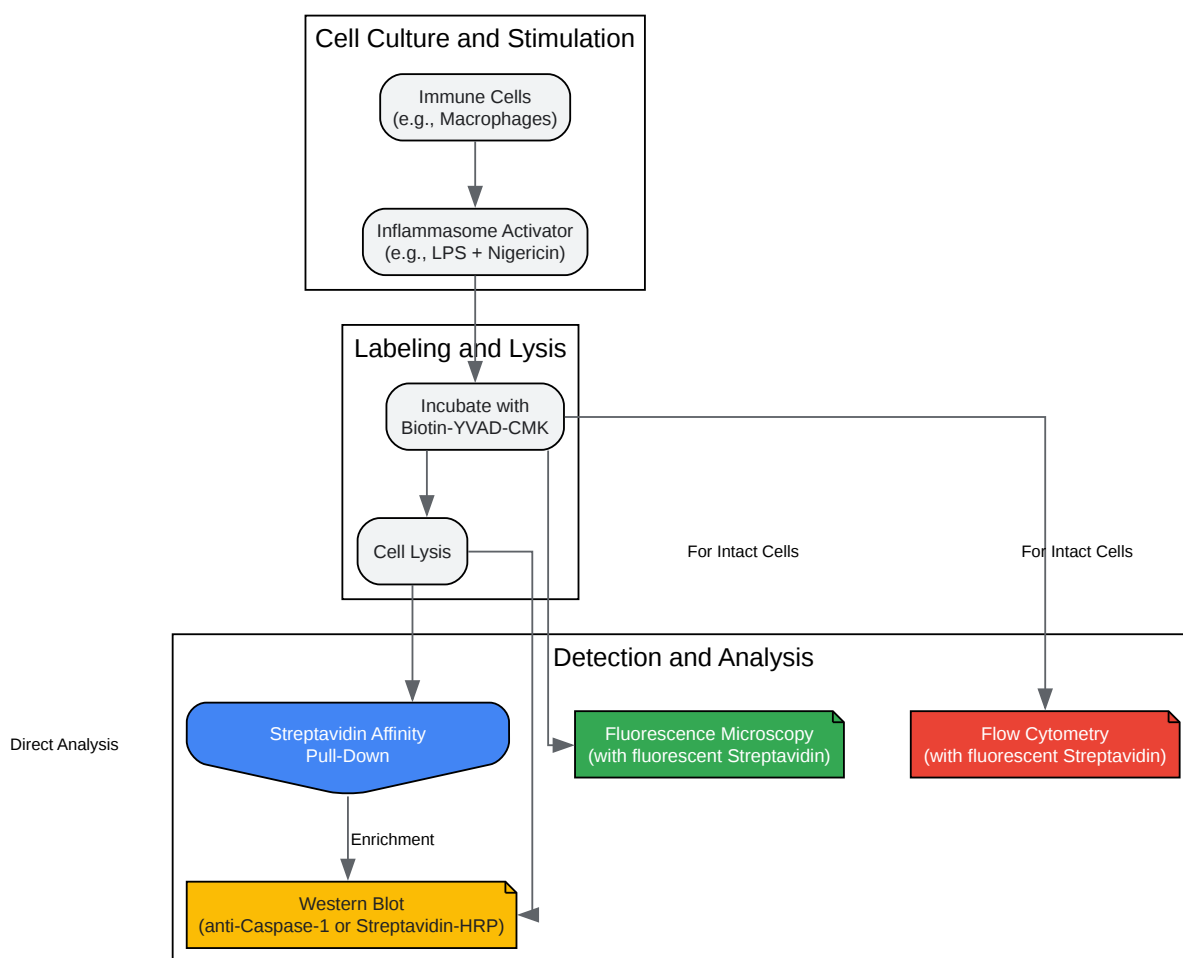 Cell Culture and Stimulation
Immune Cells
(e.g., Macrophages)
Inflammasome Activator
(e.g., LPS + Nigericin)
Labeling and Lysis
Incubate with
Biotin-YVAD-CMK
Cell Lysis
For Intact Cells
For Intact Cells
Detection and Analysis
Direct Analysis
Streptavidin Affinity
Pull-Down
Fluorescence Microscopy
(with fluorescent Streptavidin)
Flow Cytometry
(with fluorescent Streptavidin)
Enrichment
Western Blot
(anti-Caspase-1 or Streptavidin-HRP)